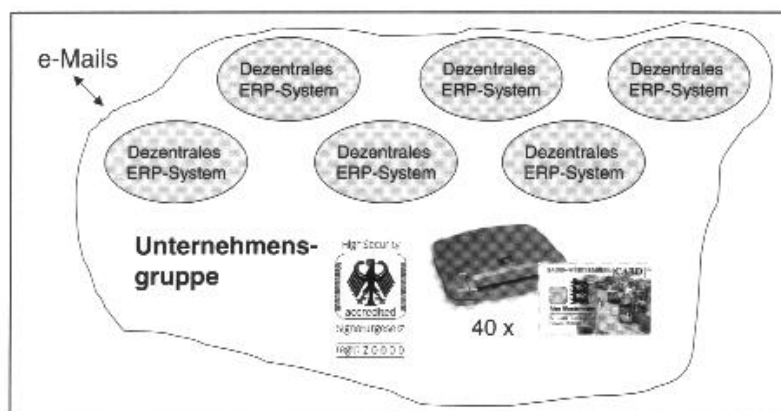 e-Mails
Dezentrales
ERP-System
Dezentrales
ERP-System
Dezentrales
ERP-System
Dezentrales
ERP-System
Dezentrales
ERP-System
Dezentrales
ERP-System
Unternehmens-
gruppe
High Security
accredited
Signaturgesetz
40 x